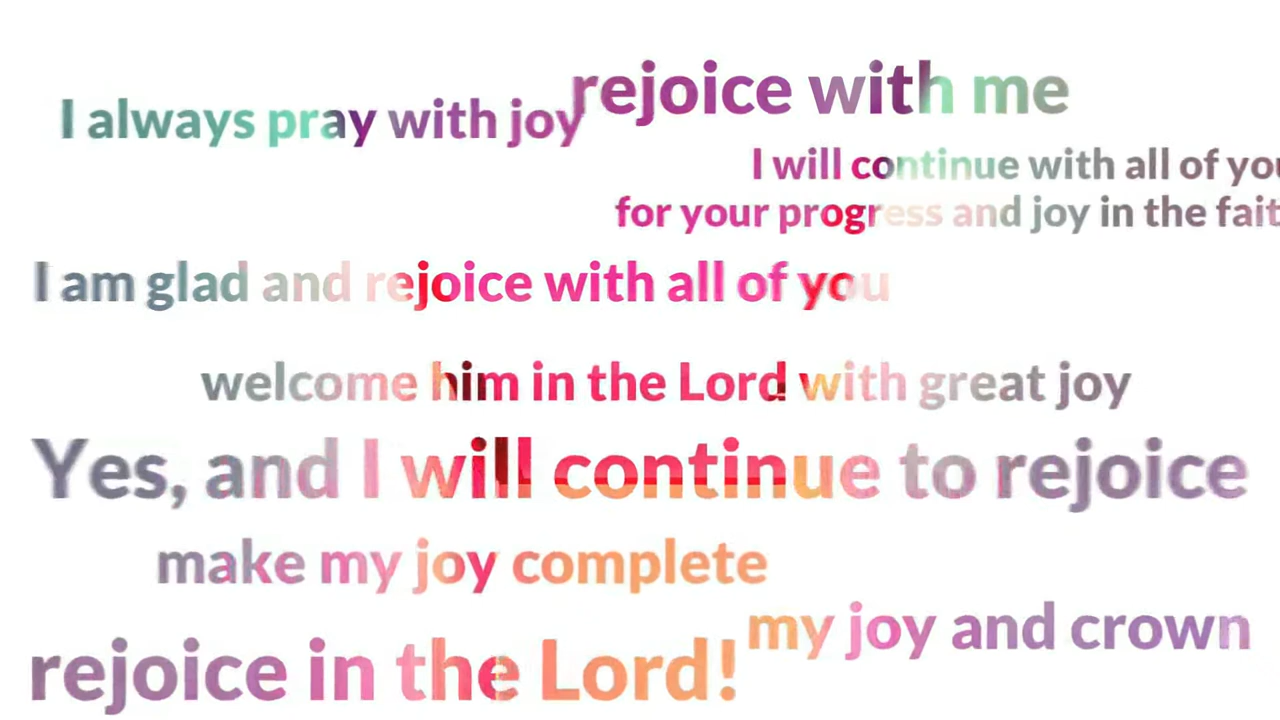 rejoice with me
I always pray with joy
I will continue with all of you
for your progress and joy in the fait
I am glad and rejoice with all of you
welcome him in the Lord with great joy
Yes, and I will continue to rejoice
make my joy complete
my joy and crown
rejoice in the Lord!